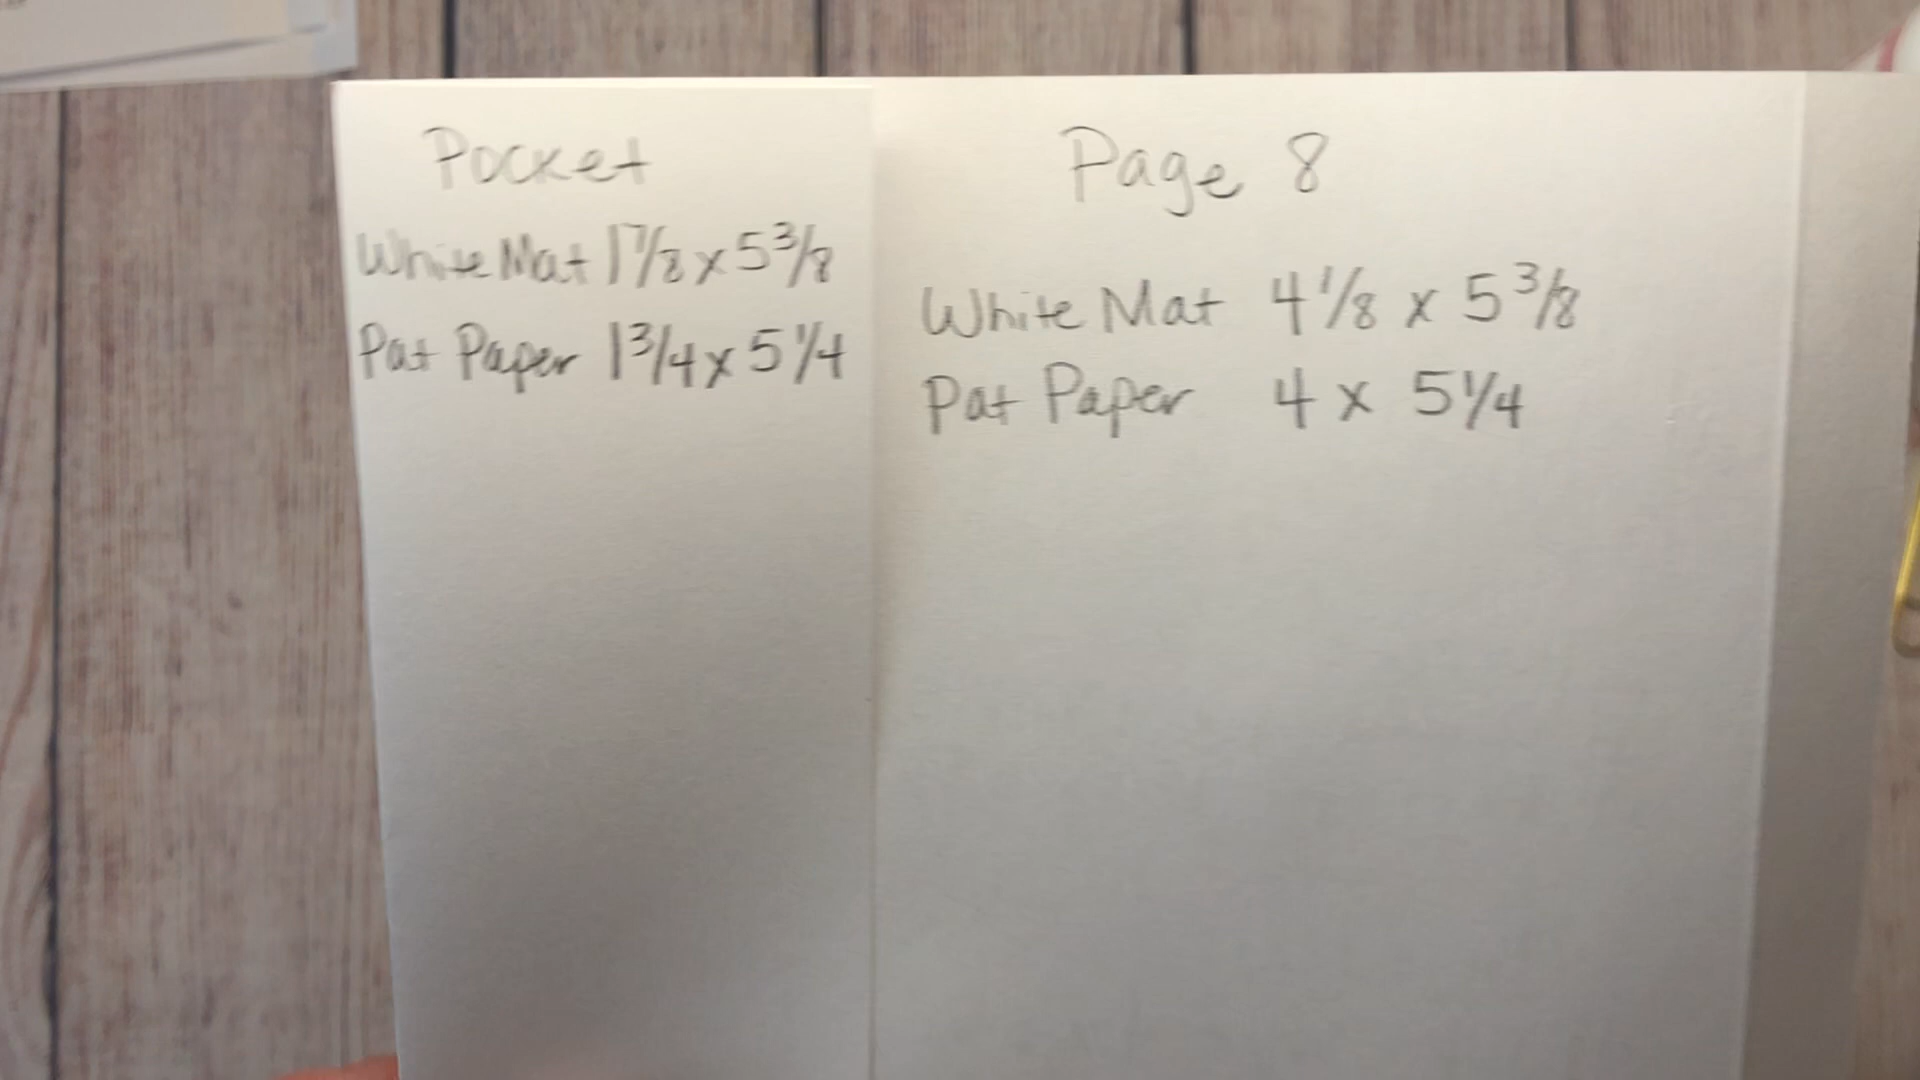 Pocket
White Mat 1 7/8 x 5 3/8
Pat Paper 1 3/4 x 5 1/4
Page 8
White Mat 4 1/8 x 5 3/8
Pat Paper 4 x 5 1/4